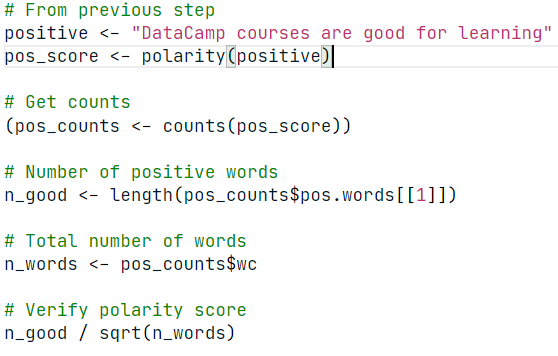 # From previous step
positive <- "DataCamp courses are good for learning"
pos_score <- polarity(positive)
# Get counts
(pos_counts <- counts(pos_score))
# Number of positive words
n_good <- length(pos_counts$pos.words[[1]])
# Total number of words
n_words <- pos_counts$wc
# Verify polarity score
n_good / sqrt(n_words)